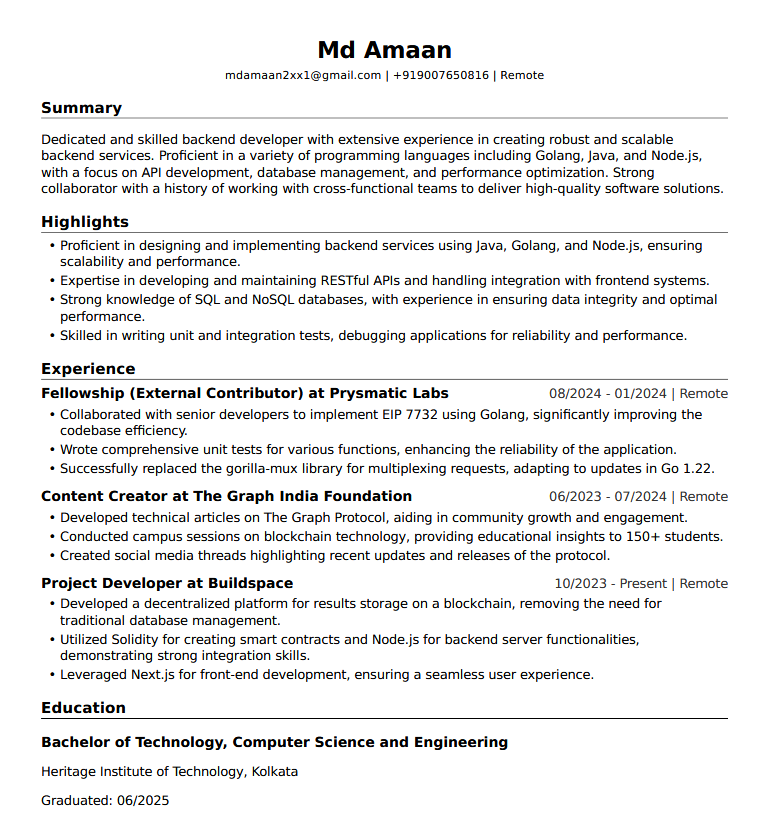 Md Amaan
mdamaan2xx1@gmail.com | +919007650816 | Remote
Summary
Dedicated and skilled backend developer with extensive experience in creating robust and scalable
backend services. Proficient in a variety of programming languages including Golang, Java, and Node.js,
with a focus on API development, database management, and performance optimization. Strong
collaborator with a history of working with cross-functional teams to deliver high-quality software solutions.
Highlights
• Proficient in designing and implementing backend services using Java, Golang, and Node.js, ensuring
scalability and performance.
• Expertise in developing and maintaining RESTful APIs and handling integration with frontend systems.
• Strong knowledge of SQL and NoSQL databases, with experience in ensuring data integrity and optimal
performance.
• Skilled in writing unit and integration tests, debugging applications for reliability and performance.
Experience
Fellowship (External Contributor) at Prysmatic Labs 08/2024 - 01/2024 | Remote
• Collaborated with senior developers to implement EIP 7732 using Golang, significantly improving the
codebase efficiency.
• Wrote comprehensive unit tests for various functions, enhancing the reliability of the application.
• Successfully replaced the gorilla-mux library for multiplexing requests, adapting to updates in Go 1.22.
Content Creator at The Graph India Foundation 06/2023 - 07/2024 | Remote
• Developed technical articles on The Graph Protocol, aiding in community growth and engagement.
• Conducted campus sessions on blockchain technology, providing educational insights to 150+ students.
• Created social media threads highlighting recent updates and releases of the protocol.
Project Developer at Buildspace 10/2023 - Present | Remote
• Developed a decentralized platform for results storage on a blockchain, removing the need for
traditional database management.
• Utilized Solidity for creating smart contracts and Node.js for backend server functionalities,
demonstrating strong integration skills.
• Leveraged Next.js for front-end development, ensuring a seamless user experience.
Education
Bachelor of Technology, Computer Science and Engineering
Heritage Institute of Technology, Kolkata
Graduated: 06/2025